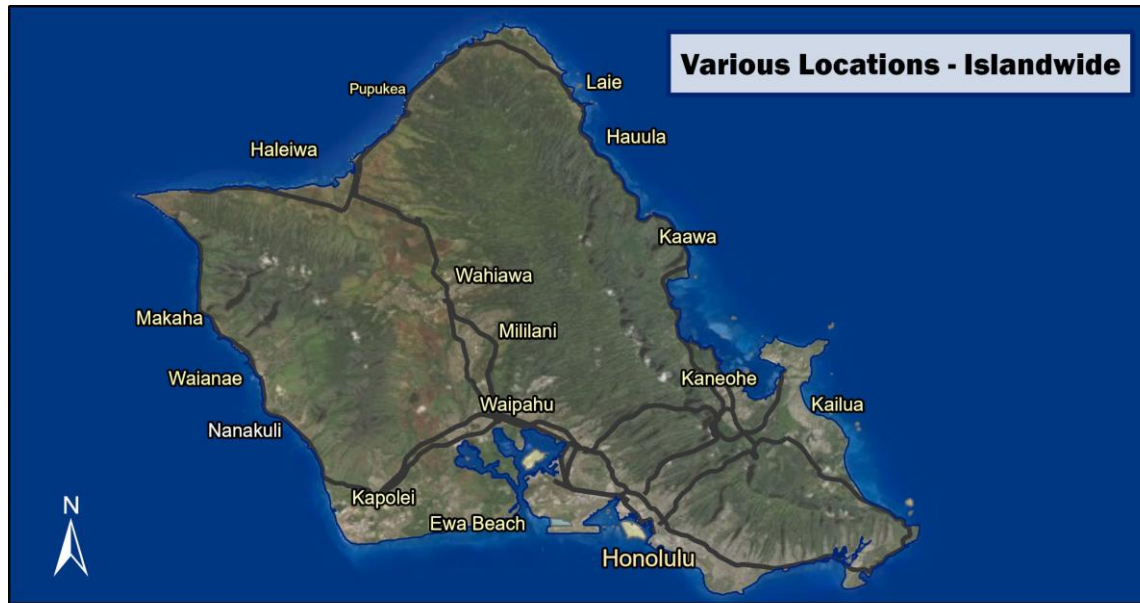 Various Locations - Islandwide
Laie
Pupukea
Hauula
Haleiwa
Kaawa
Wahiawa
Makaha
Mililani
Waianae
Kaneohe
Waipahu
Kailua
Nanakuli
Kapolei
N
Ewa Beach
Honolulu